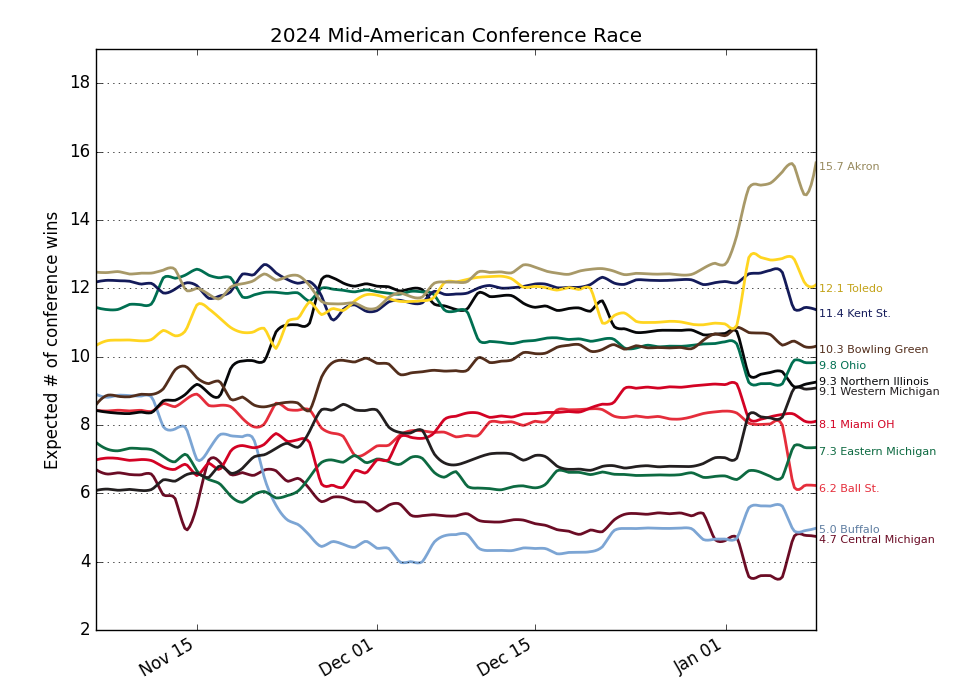 2024 Mid-American Conference Race
Expected # of conference wins
18
16
14
12
10
8
6
4
2
Nov 15
Dec 01
Dec 15
Jan 01
15.7 Akron
12.1 Toledo
11.4 Kent St.
10.3 Bowling Green
9.8 Ohio
9.3 Northern Illinois
9.1 Western Michigan
8.1 Miami OH
7.3 Eastern Michigan
6.2 Ball St.
5.0 Buffalo
4.7 Central Michigan